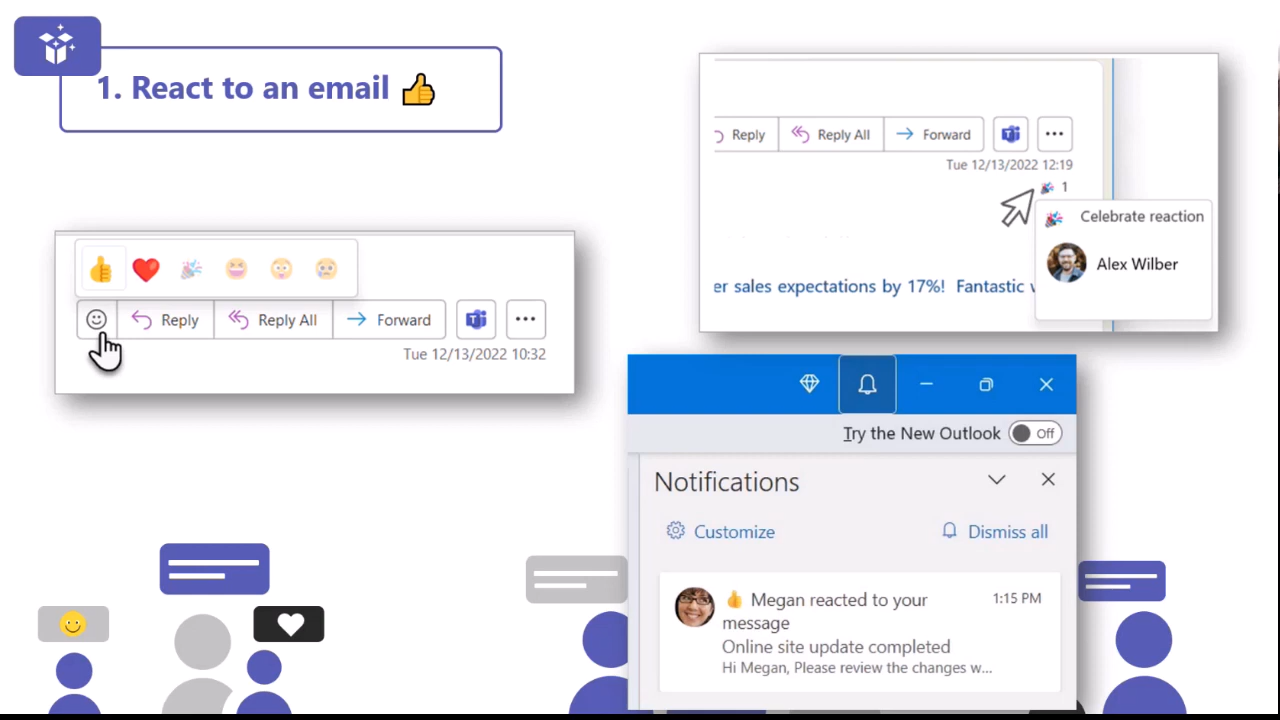 1. React to an email 👍
Reply
Reply All
Forward
Tue 12/13/2022 10:32
Reply
Reply All
Forward
Tue 12/13/2022 12:19
1
Celebrate reaction
Alex Wilber
er sales expectations by 17%! Fantastic
Try the New Outlook
Off
Notifications
Customize
Dismiss all
👍 Megan reacted to your
1:15 PM
message
Online site update completed
Hi Megan, Please review the changes w...